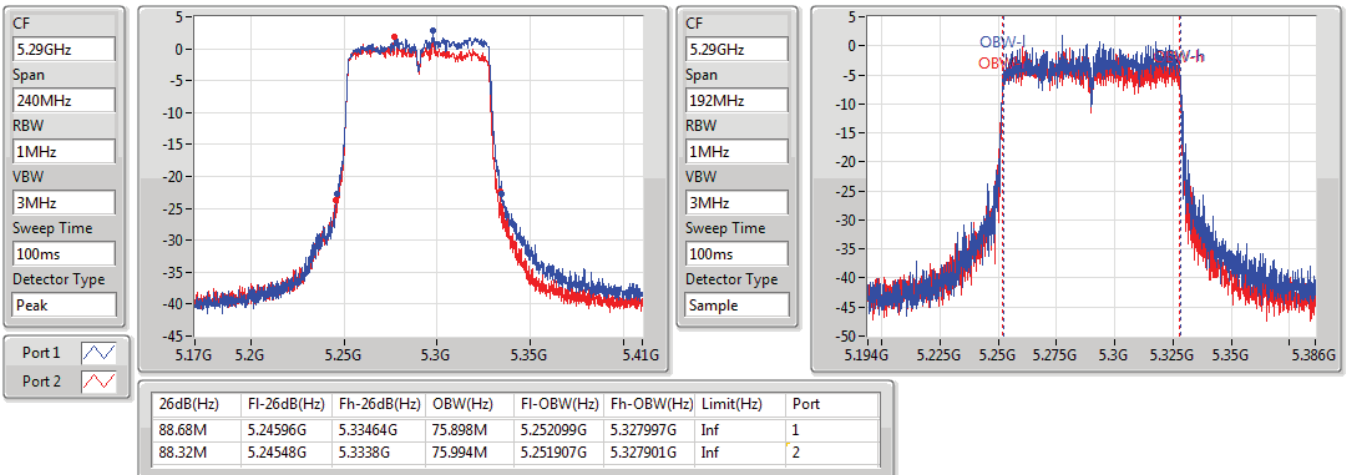 CF
5.29GHz
Span
240MHz
RBW
1MHz
VBW
3MHz
Sweep Time
100ms
Detector Type
Peak
Port 1
Port 2
5
0
-5
-10
-15
-20
-25
-30
-35
-40
-45
5.17G 5.2G 5.25G 5.3G 5.35G 5.41G
CF
5.29GHz
Span
192MHz
RBW
1MHz
VBW
3MHz
Sweep Time
100ms
Detector Type
Sample
5
0
-5
-10
-15
-20
-25
-30
-35
-40
-45
-50
OBW-l
5.194G 5.225G 5.25G 5.275G 5.3G 5.325G 5.35G 5.386G
26dB(Hz) Fl-26dB(Hz) Fh-26dB(Hz) OBW(Hz) Fl-OBW(Hz) Fh-OBW(Hz) Limit(Hz) Port
88.68M 5.24596G 5.33464G 75.898M 5.252099G 5.327997G Inf 1
88.32M 5.24548G 5.3338G 75.994M 5.251907G 5.327901G Inf 2